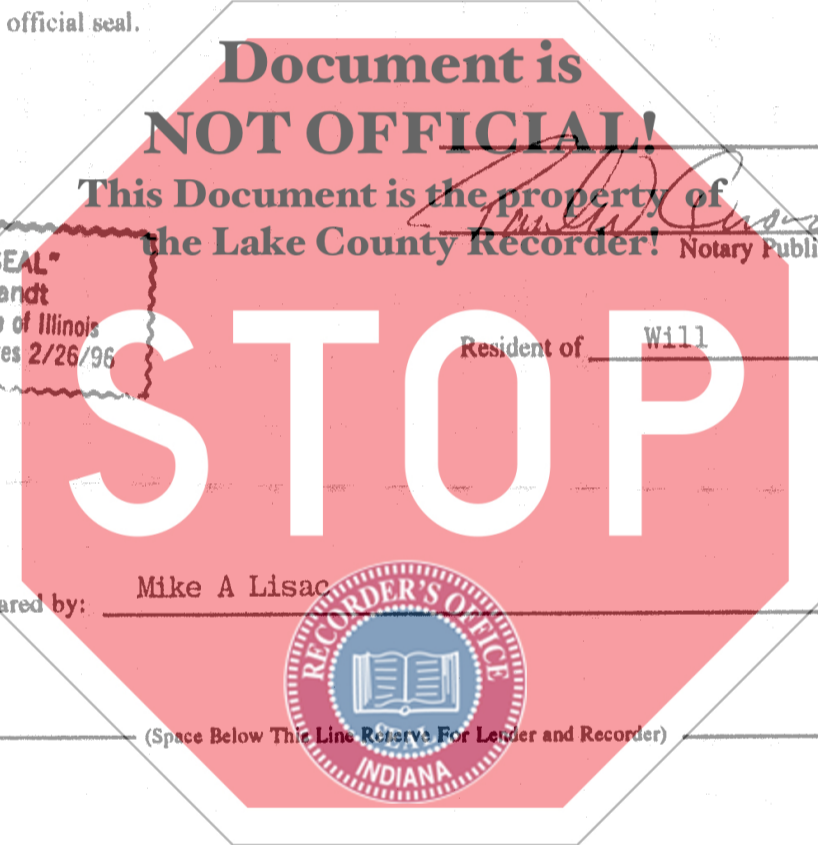 official seal.
Document is
NOT OFFICIAL!
This Document is the property of
the Lake County Recorder!
Notary Publi
EAL"
andt
of Illinois
es 2/26/96
Resident of Will
STOP
ared by: Mike A Lisac
RECORDER'S OFFICE
SEAL
INDIANA
(Space Below This Line Reserve For Lender and Recorder)